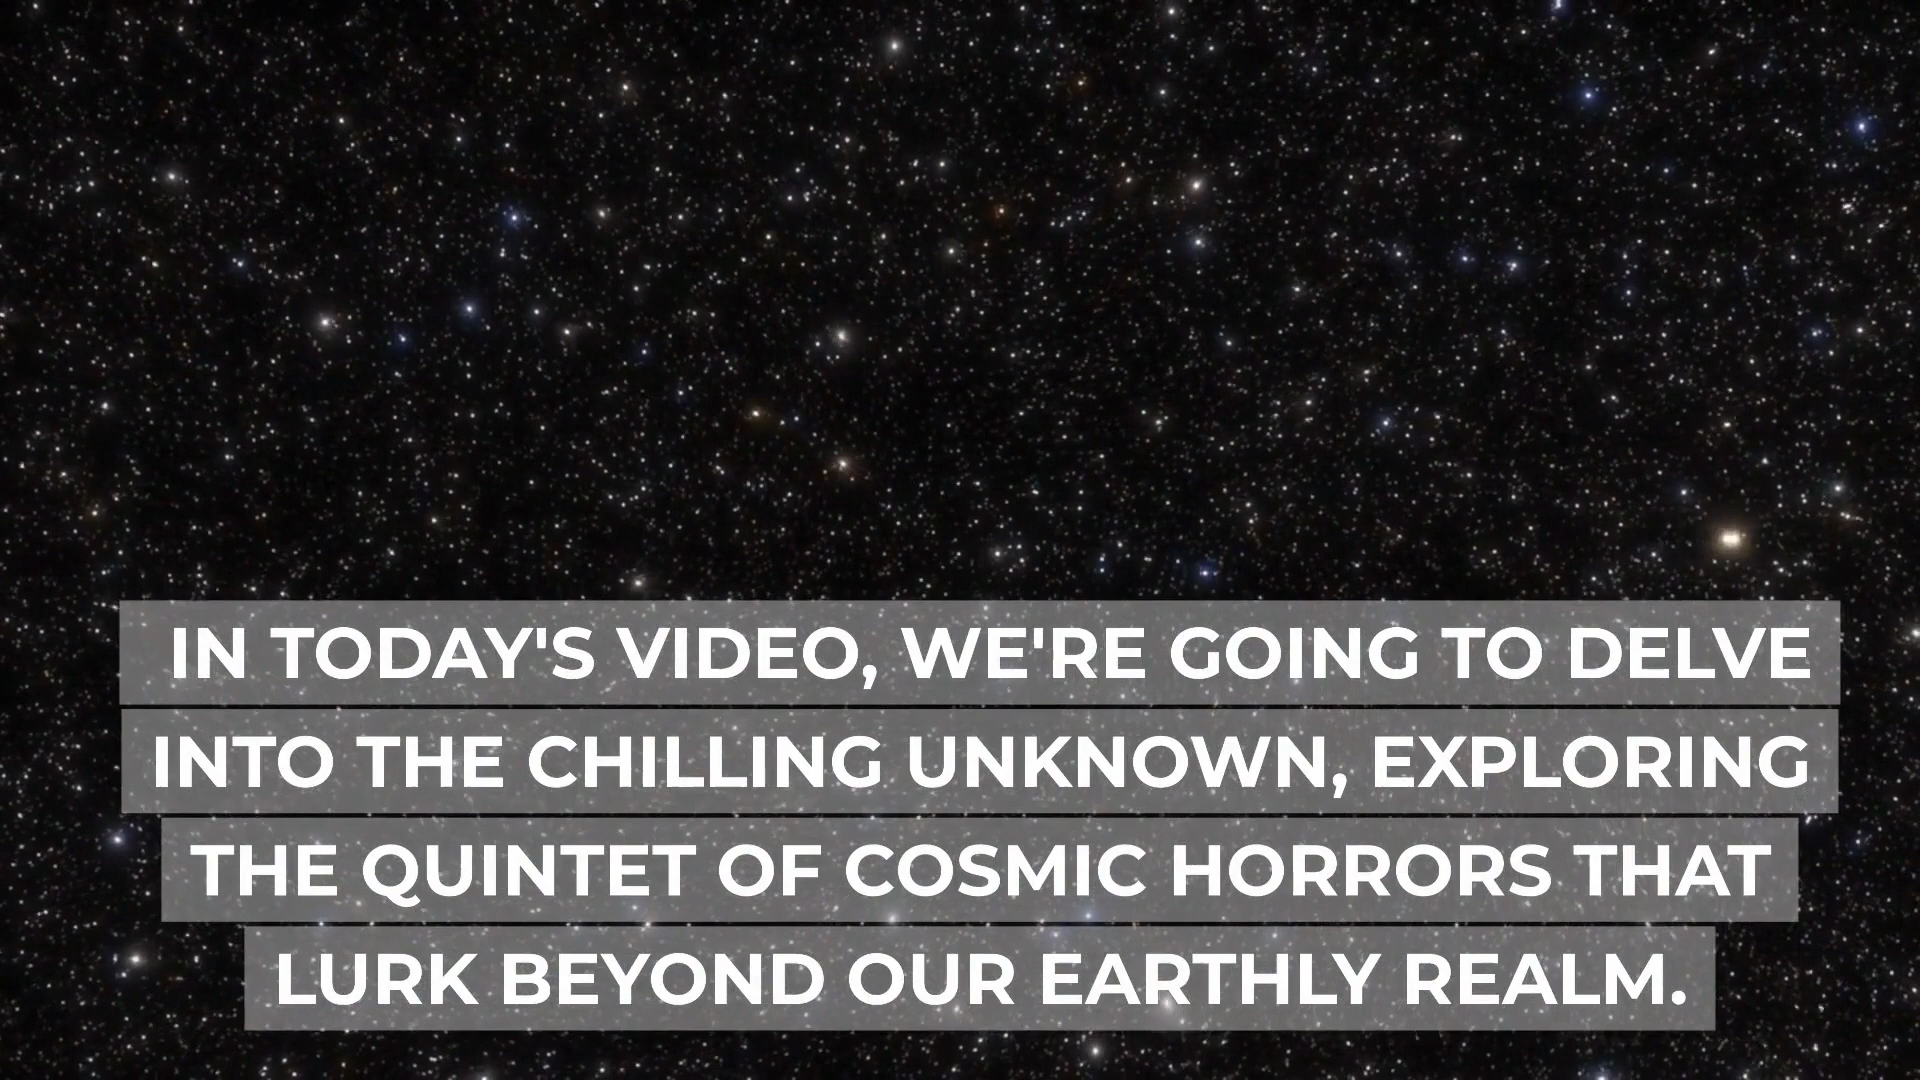 IN TODAY'S VIDEO, WE'RE GOING TO DELVE
INTO THE CHILLING UNKNOWN, EXPLORING
THE QUINTET OF COSMIC HORRORS THAT
LURK BEYOND OUR EARTHLY REALM.